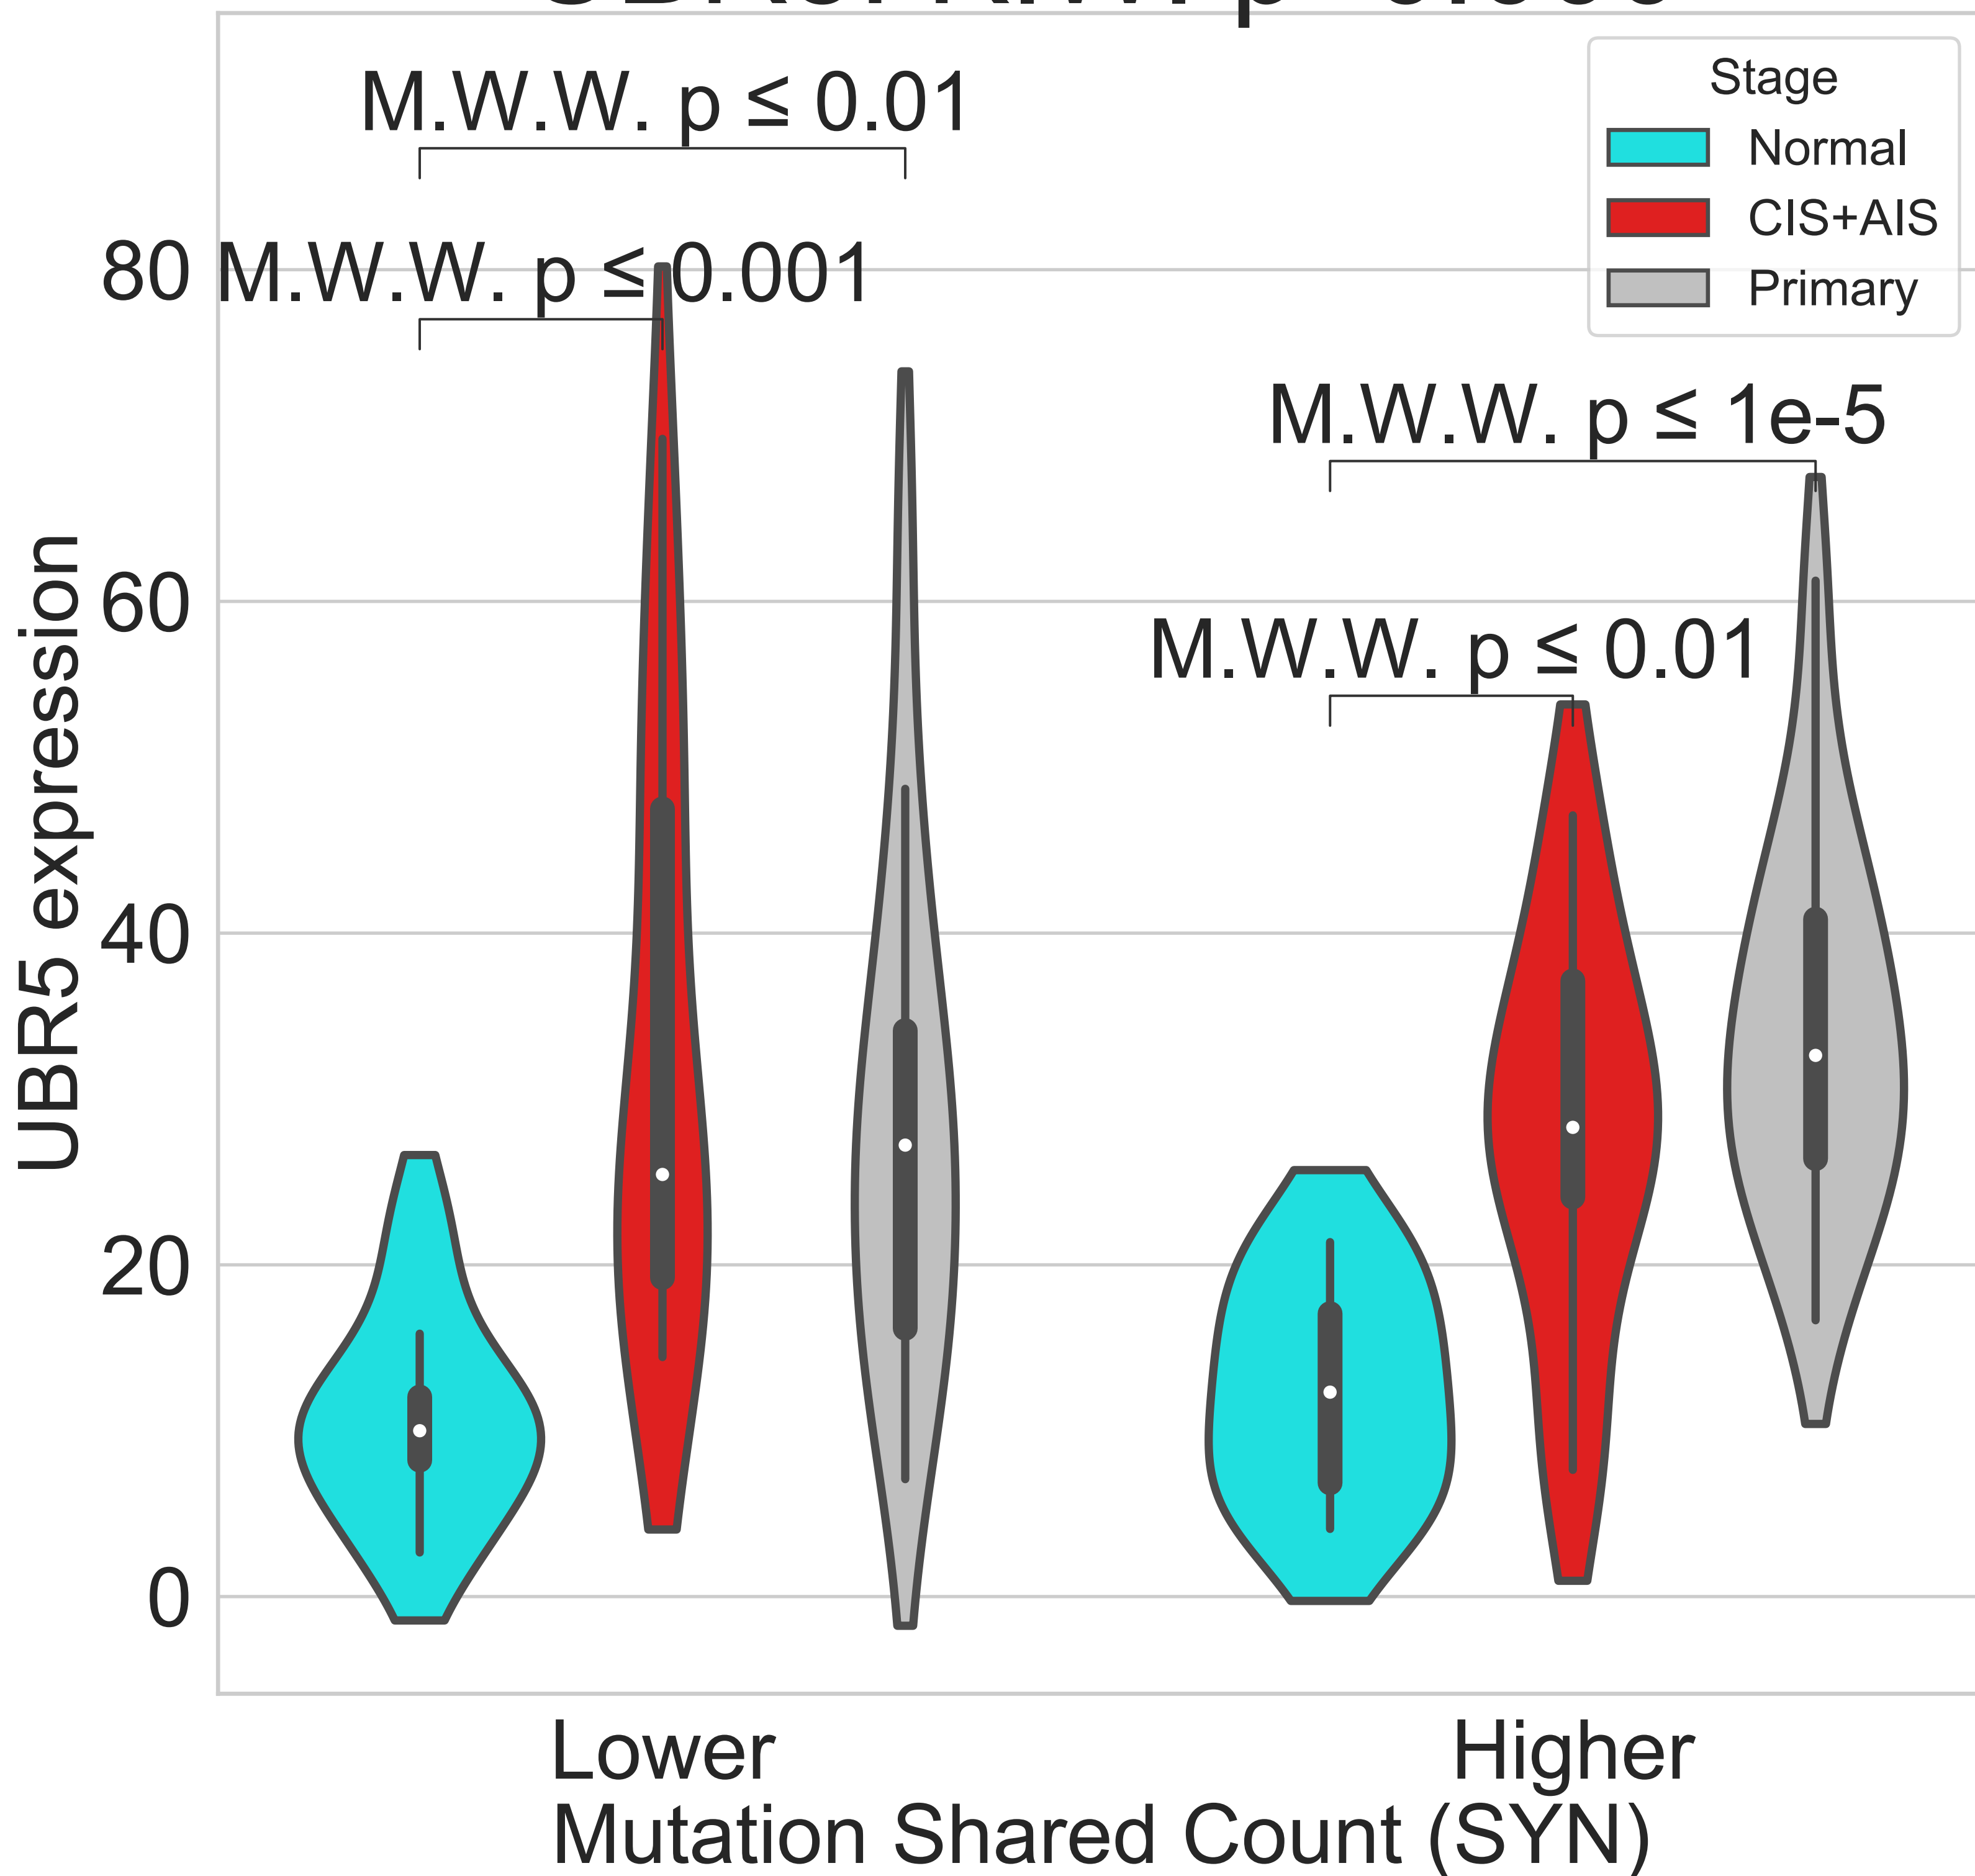 M.W.W. p ≤ 0.01
Stage
Normal
CIS+AIS
Primary
M.W.W. p ≤ 0.001
M.W.W. p ≤ 1e-5
M.W.W. p ≤ 0.01
80
60
40
20
0
UBR5 expression
Lower
Higher
Mutation Shared Count (SYN)